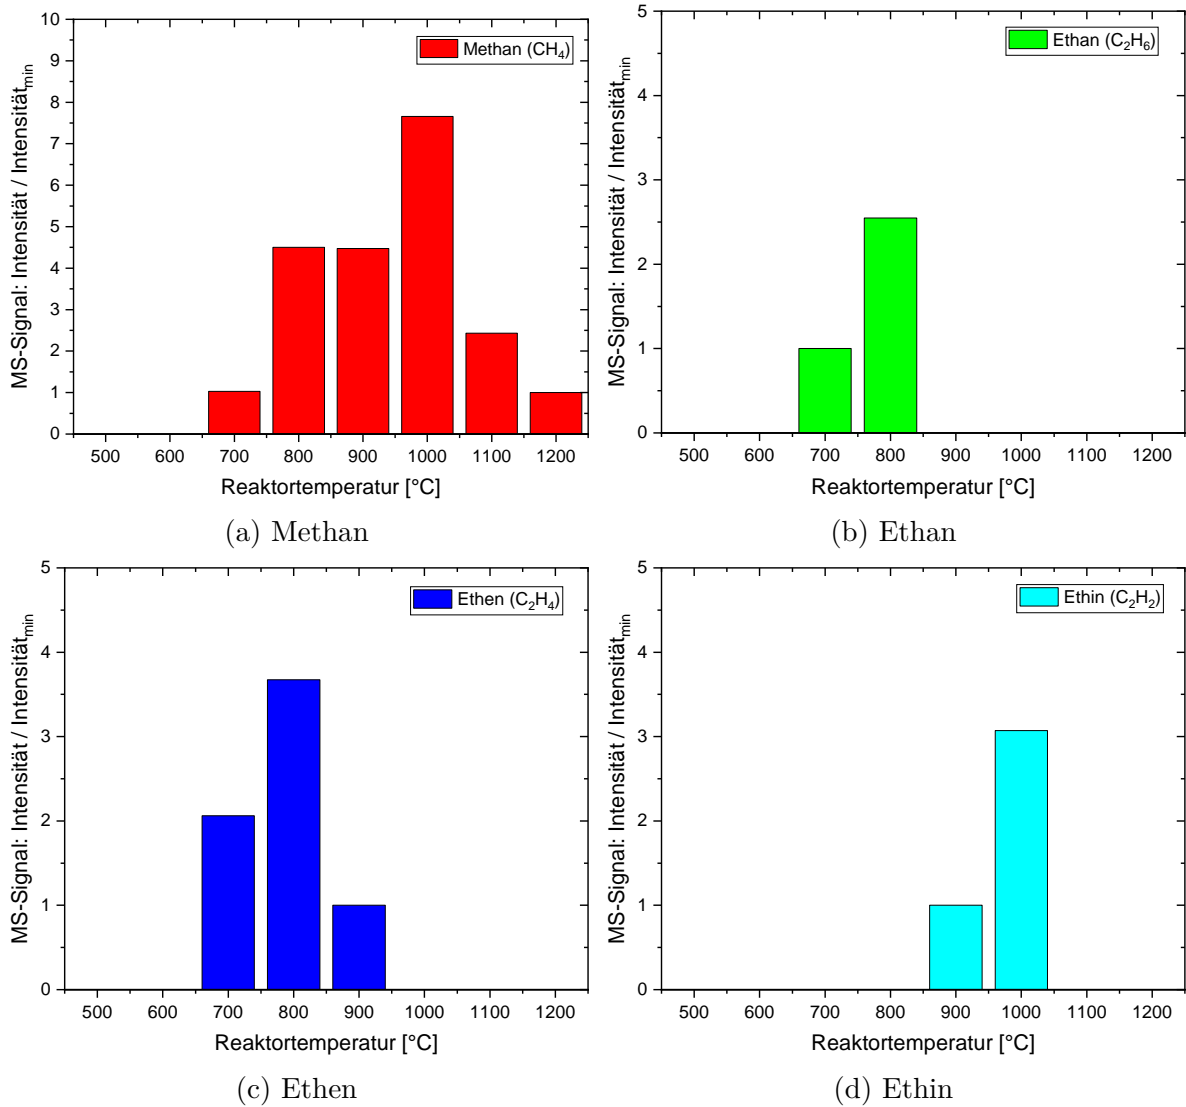 Methan (CH₄)
MS-Signal: Intensität / Intensität_min
10
9
8
7
6
5
4
3
2
1
0
500 600 700 800 900 1000 1100 1200
Reaktortemperatur [°C]
(a) Methan
Ethan (C₂H₆)
MS-Signal: Intensität / Intensität_min
5
4
3
2
1
0
500 600 700 800 900 1000 1100 1200
Reaktortemperatur [°C]
(b) Ethan
Ethen (C₂H₄)
MS-Signal: Intensität / Intensität_min
5
4
3
2
1
0
500 600 700 800 900 1000 1100 1200
Reaktortemperatur [°C]
(c) Ethen
Ethin (C₂H₂)
MS-Signal: Intensität / Intensität_min
5
4
3
2
1
0
500 600 700 800 900 1000 1100 1200
Reaktortemperatur [°C]
(d) Ethin